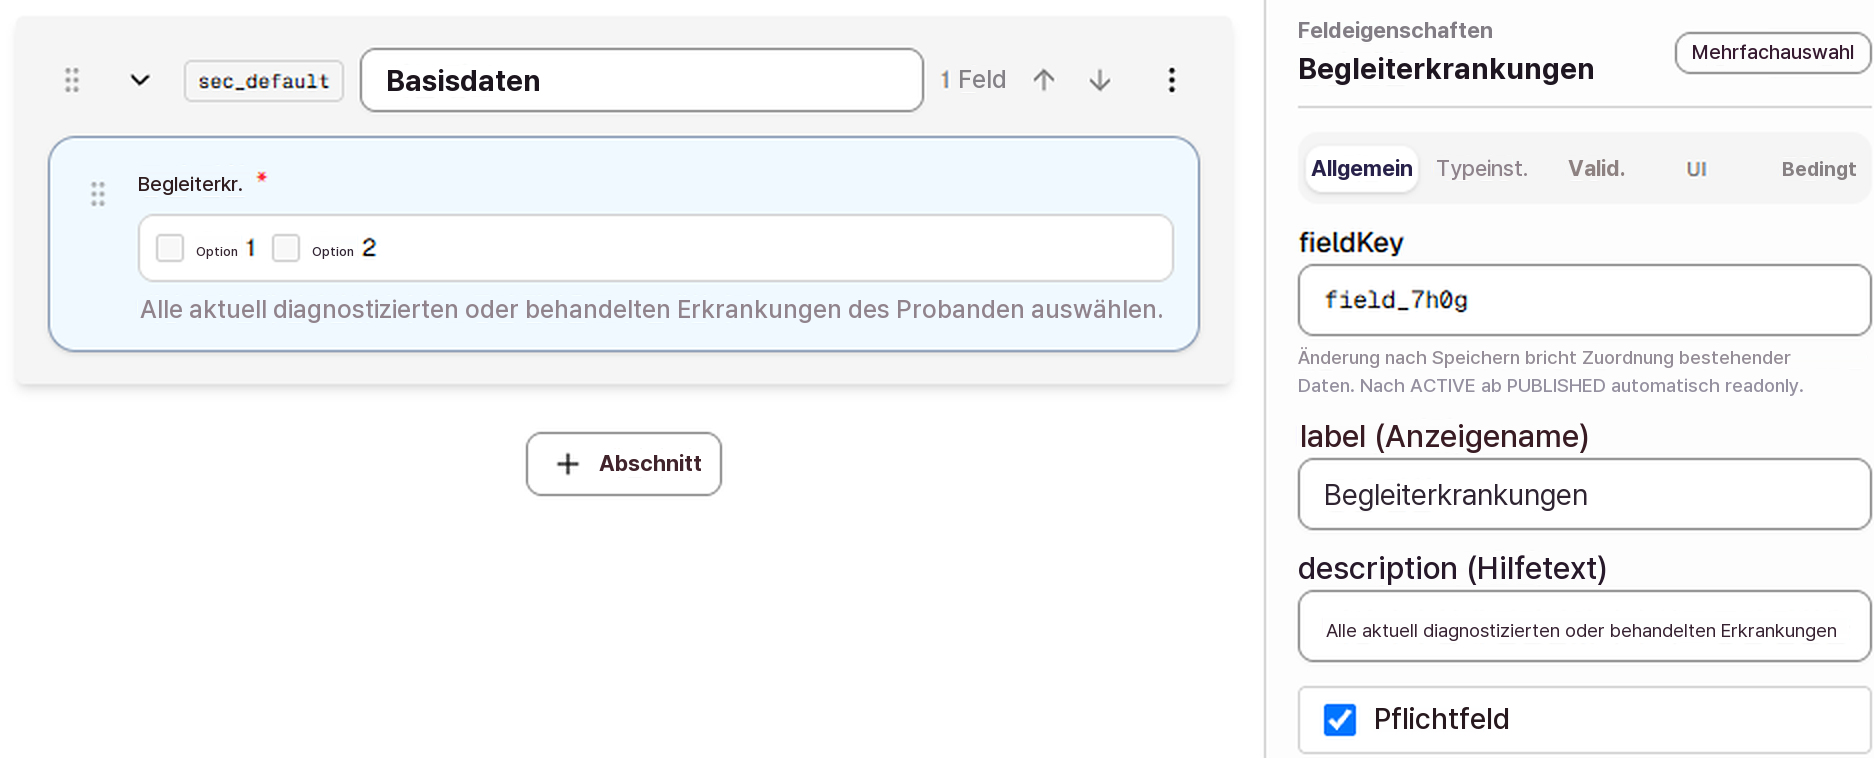 sec_default
Basisdaten
1 Feld
Begleiterkr. *
Option 1 Option 2
Alle aktuell diagnostizierten oder behandelten Erkrankungen des Probanden auswählen.
+ Abschnitt
Feldeigenschaften
Begleiterkrankungen
Mehrfachauswahl
Allgemein Typeinst. Valid. UI Bedingt
fieldKey
field_7h0g
Änderung nach Speichern bricht Zuordnung bestehender
Daten. Nach ACTIVE ab PUBLISHED automatisch readonly.
label (Anzeigename)
Begleiterkrankungen
description (Hilfetext)
Alle aktuell diagnostizierten oder behandelten Erkrankungen
Pflichtfeld